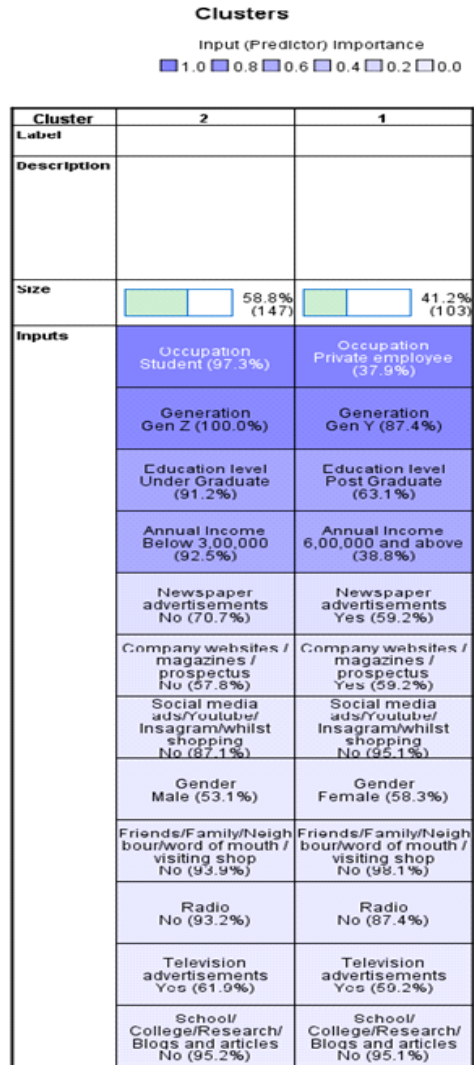 Clusters
Input (Predictor) Importance
1.0 0.8 0.6 0.4 0.2 0.0
Cluster 2 1
Label
Description
Size 58.8% 41.2%
(147) (103)
Inputs
Occupation Occupation
Student (97.3%) Private employee
(37.9%)
Generation Generation
Gen Z (100.0%) Gen Y (87.4%)
Education level Education level
Under Graduate Post Graduate
(91.2%) (63.1%)
Annual Income Annual Income
Below 3,00,000 6,00,000 and above
(92.5%) (38.8%)
Newspaper Newspaper
advertisements advertisements
No (70.7%) Yes (59.2%)
Company websites / Company websites /
magazines / magazines /
prospectus prospectus
No (57.8%) Yes (59.2%)
Social media Social media
ads/Youtube/ ads/Youtube/
Insagram/whilst Insagram/whilst
shopping shopping
No (87.1%) No (95.1%)
Gender Gender
Male (53.1%) Female (58.3%)
Friends/Family/Neigh Friends/Family/Neigh
bour/word of mouth / bour/word of mouth /
visiting shop visiting shop
No (93.9%) No (98.1%)
Radio Radio
No (93.2%) No (87.4%)
Television Television
advertisements advertisements
Yes (61.9%) Yes (59.2%)
School/ School/
College/Research/ College/Research/
Blogs and articles Blogs and articles
No (95.2%) No (95.1%)